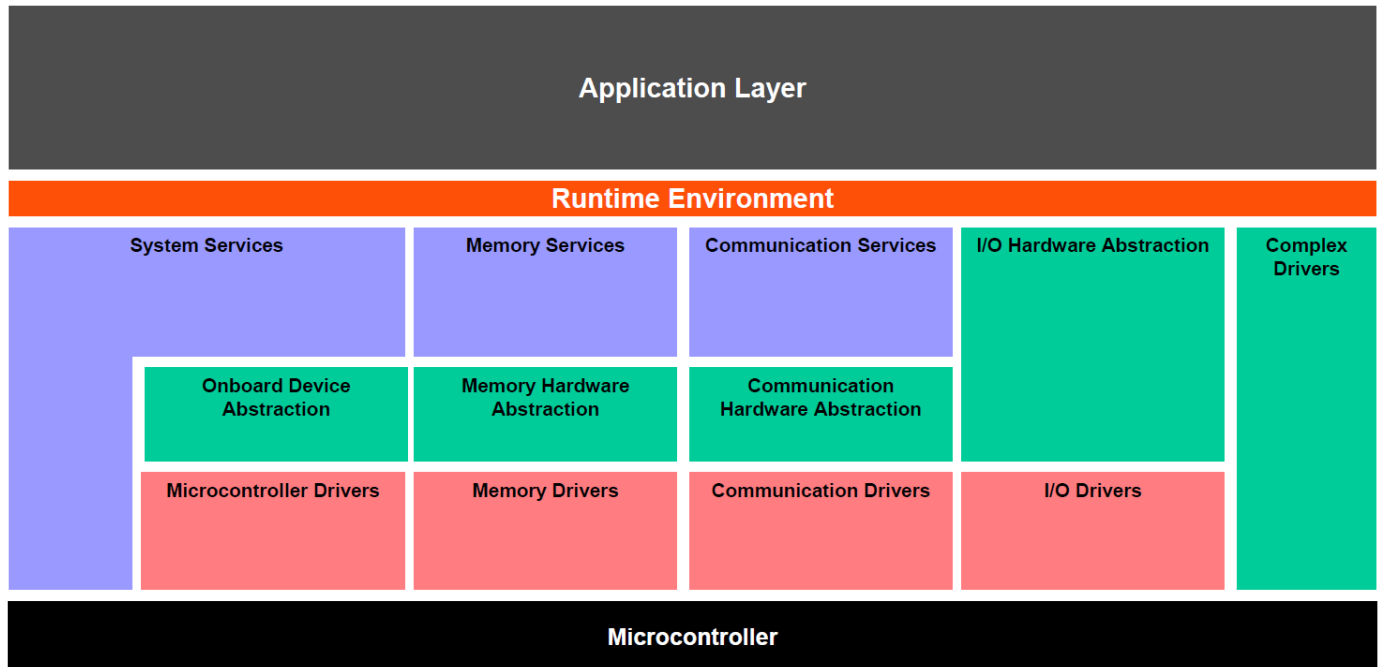 Application Layer
Runtime Environment
System Services
Memory Services
Communication Services
I/O Hardware Abstraction
Complex
Drivers
Onboard Device
Abstraction
Memory Hardware
Abstraction
Communication
Hardware Abstraction
Microcontroller Drivers
Memory Drivers
Communication Drivers
I/O Drivers
Microcontroller